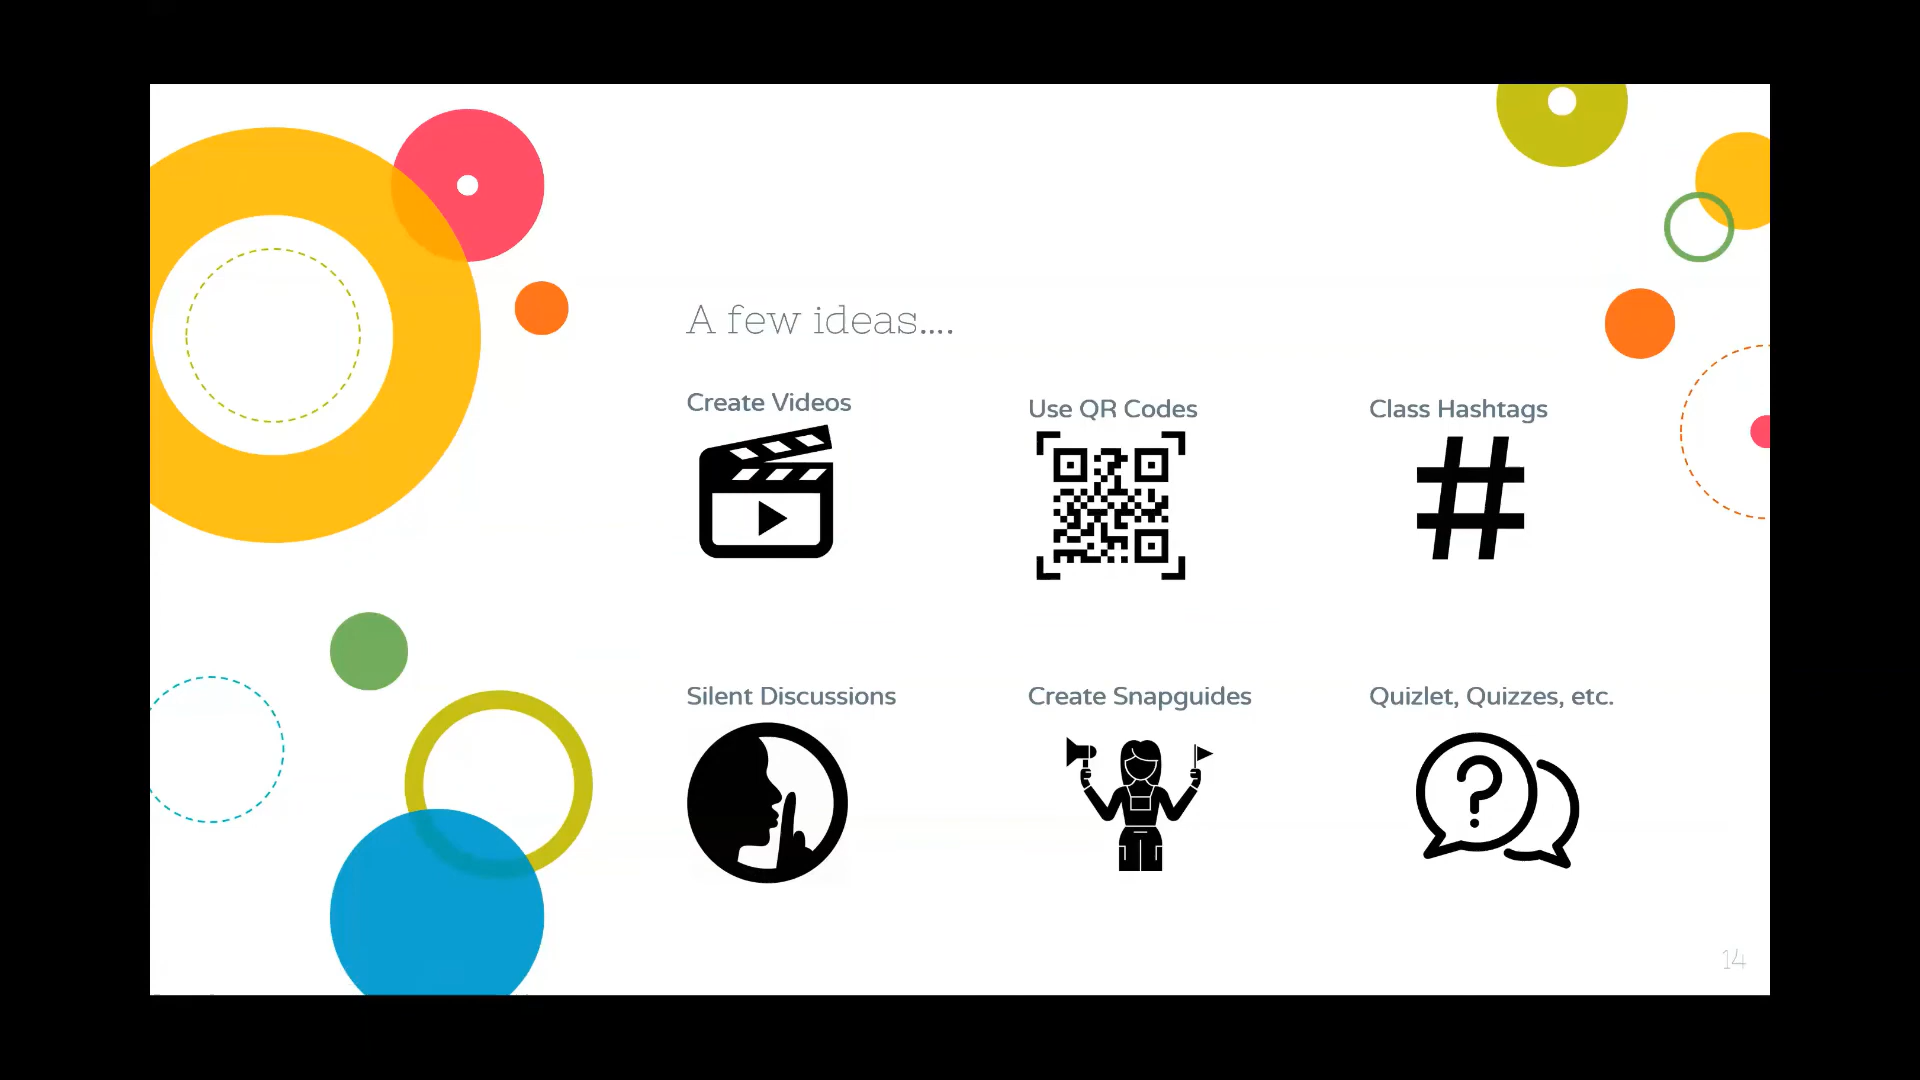 A few ideas....
Create Videos
Use QR Codes
Class Hashtags
Silent Discussions
Create Snapguides
Quizlet, Quizzes, etc.
14